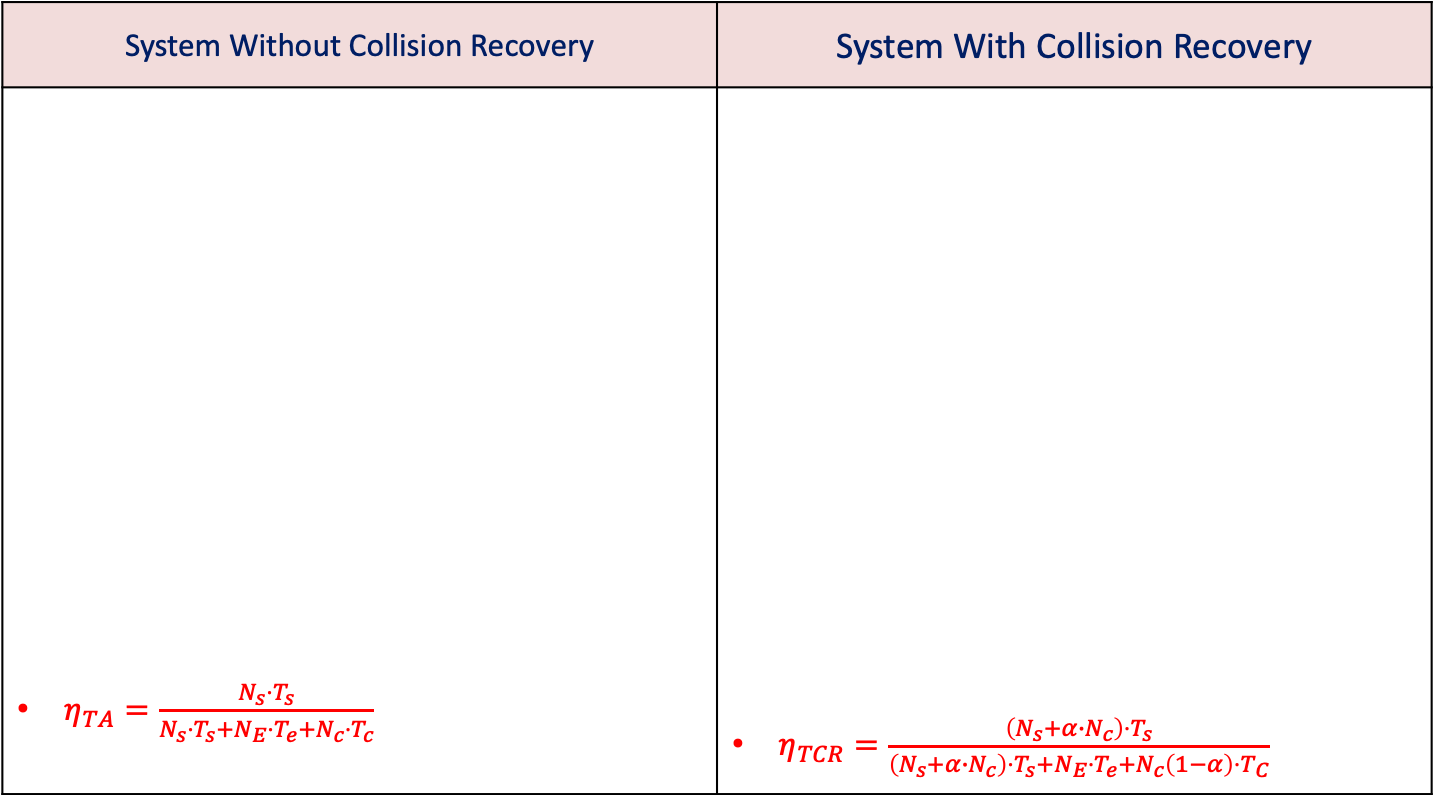 System Without Collision Recovery
System With Collision Recovery
• η_TA = N_s·T_s / N_s·T_s+N_E·T_e+N_c·T_c
• η_TCR = (N_s+α·N_c)·T_s / (N_s+α·N_c)·T_s+N_E·T_e+N_c(1−α)·T_C